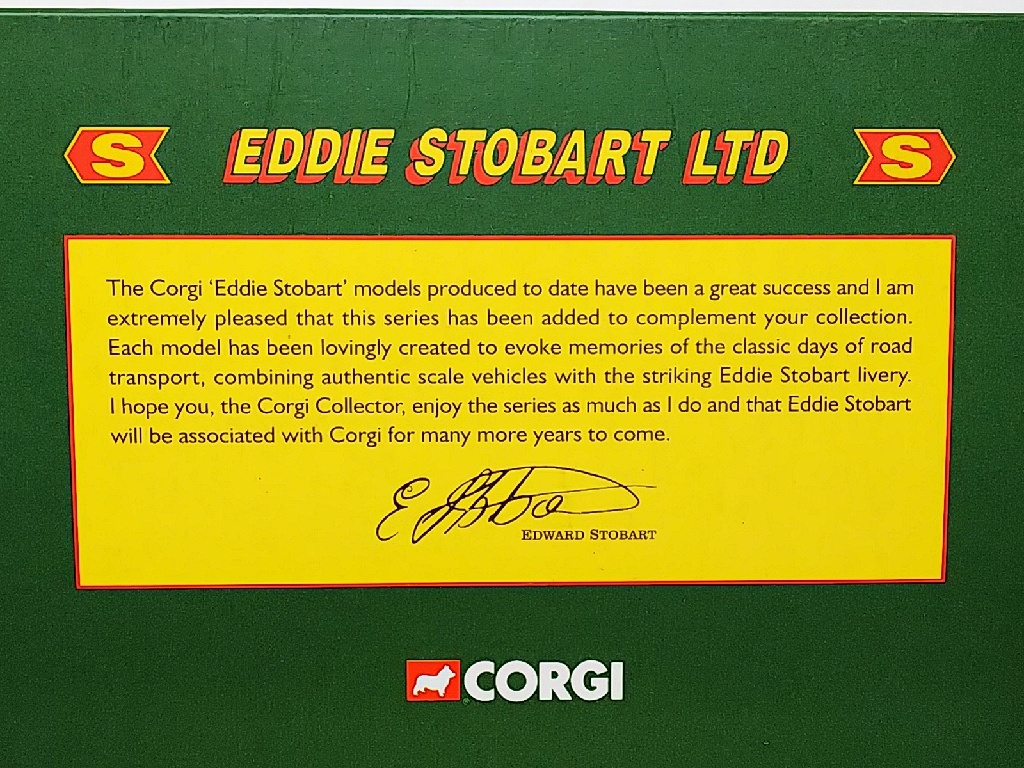 S EDDIE STOBART LTD S
The Corgi ‘Eddie Stobart’ models produced to date have been a great success and I am
extremely pleased that this series has been added to complement your collection.
Each model has been lovingly created to evoke memories of the classic days of road
transport, combining authentic scale vehicles with the striking Eddie Stobart livery.
I hope you, the Corgi Collector, enjoy the series as much as I do and that Eddie Stobart
will be associated with Corgi for many more years to come.
E Stobart
EDWARD STOBART
CORGI